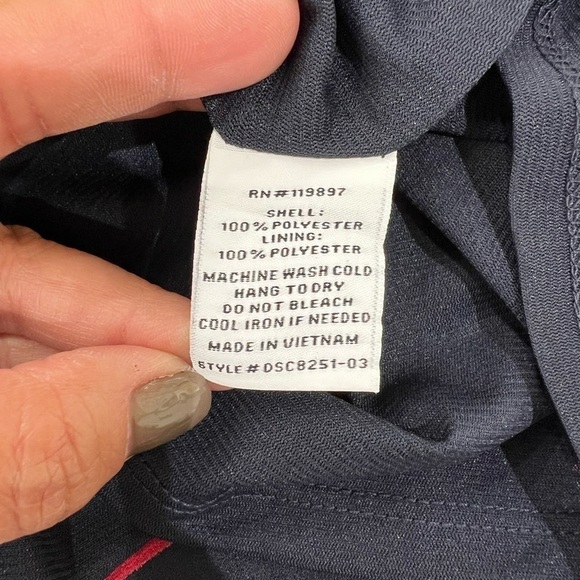 RN#119897
SHELL:
100% POLYESTER
LINING:
100% POLYESTER
MACHINE WASH COLD
HANG TO DRY
DO NOT BLEACH
COOL IRON IF NEEDED
MADE IN VIETNAM
STYLE # DSC8251-03